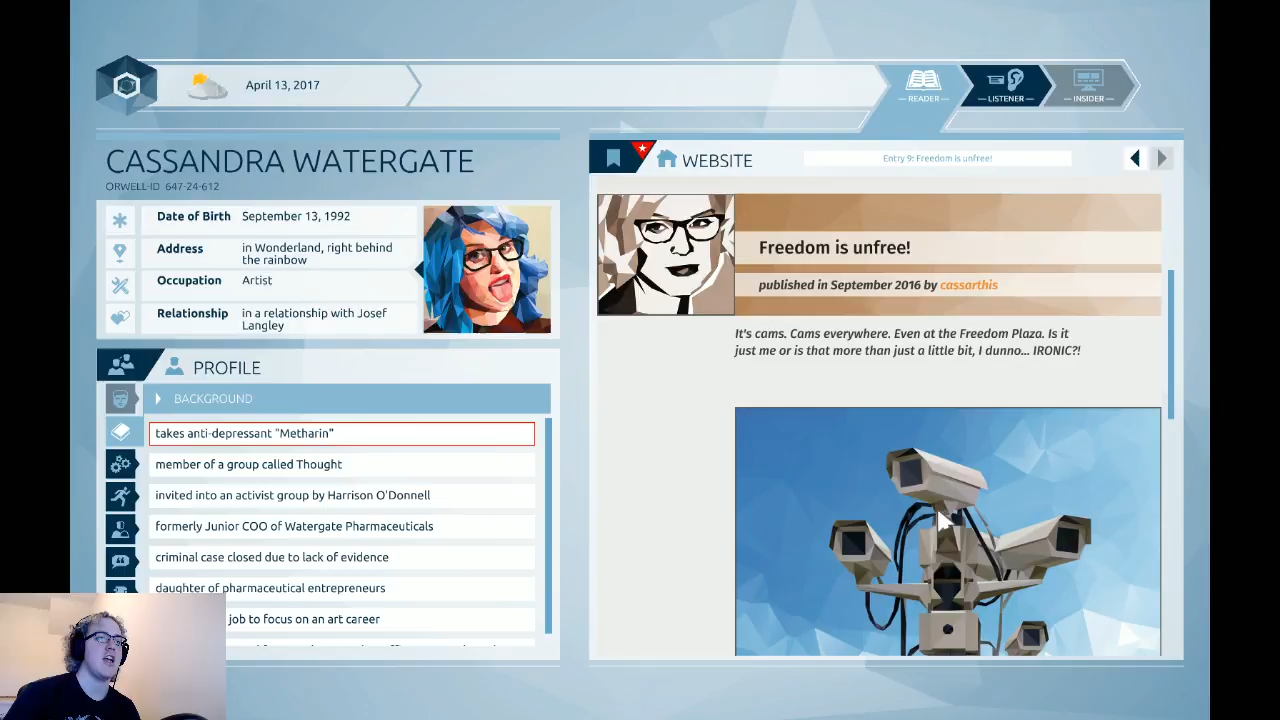 April 13, 2017
READER
LISTENER
INSIDER
CASSANDRA WATERGATE
ORWELL-ID 647-24-612
Date of Birth September 13, 1992
Address in Wonderland, right behind
the rainbow
Occupation Artist
Relationship in a relationship with Josef
Langley
PROFILE
BACKGROUND
takes anti-depressant "Metharin"
member of a group called Thought
invited into an activist group by Harrison O'Donnell
formerly Junior COO of Watergate Pharmaceuticals
criminal case closed due to lack of evidence
daughter of pharmaceutical entrepreneurs
job to focus on an art career
WEBSITE
Entry 9: Freedom is unfree!
Freedom is unfree!
published in September 2016 by cassarthis
It's cams. Cams everywhere. Even at the Freedom Plaza. Is it
just me or is that more than just a little bit, I dunno... IRONIC?!